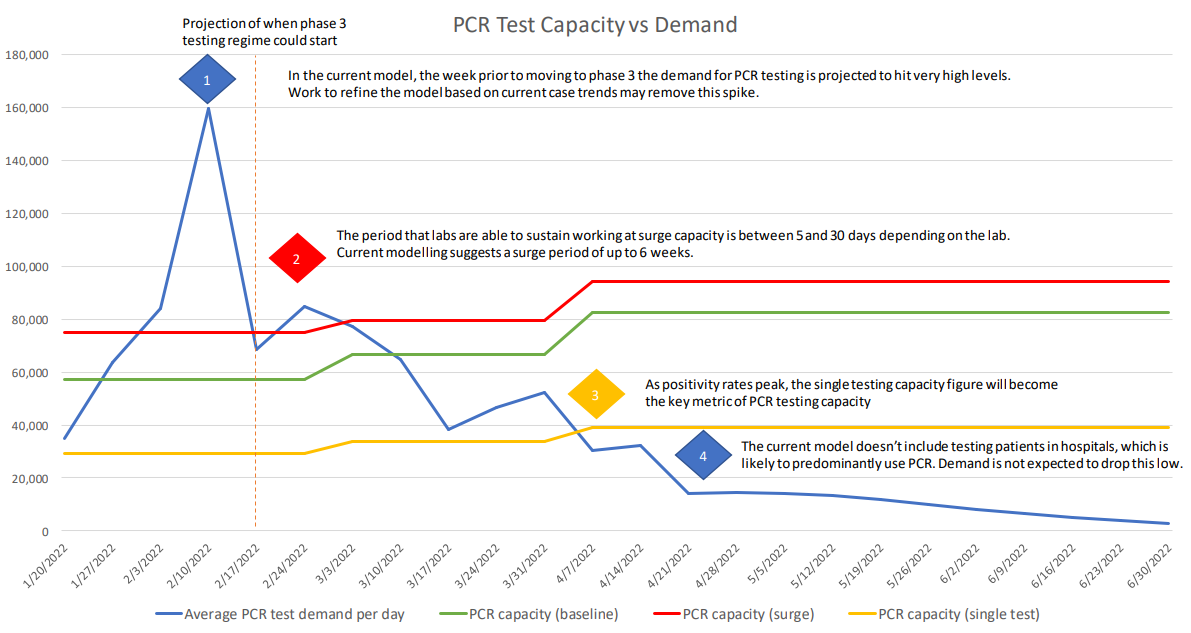 Projection of when phase 3
testing regime could start
PCR Test Capacity vs Demand
180,000
160,000
140,000
120,000
100,000
80,000
60,000
40,000
20,000
0
1
In the current model, the week prior to moving to phase 3 the demand for PCR testing is projected to hit very high levels.
Work to refine the model based on current case trends may remove this spike.
2
The period that labs are able to sustain working at surge capacity is between 5 and 30 days depending on the lab.
Current modelling suggests a surge period of up to 6 weeks.
3
As positivity rates peak, the single testing capacity figure will become
the key metric of PCR testing capacity
4
The current model doesn't include testing patients in hospitals, which is
likely to predominantly use PCR. Demand is not expected to drop this low.
1/20/2022
1/27/2022
2/3/2022
2/10/2022
2/17/2022
2/24/2022
3/3/2022
3/10/2022
3/17/2022
3/24/2022
3/31/2022
4/7/2022
4/14/2022
4/21/2022
4/28/2022
5/5/2022
5/12/2022
5/19/2022
5/26/2022
6/2/2022
6/9/2022
6/16/2022
6/23/2022
6/30/2022
Average PCR test demand per day
PCR capacity (baseline)
PCR capacity (surge)
PCR capacity (single test)